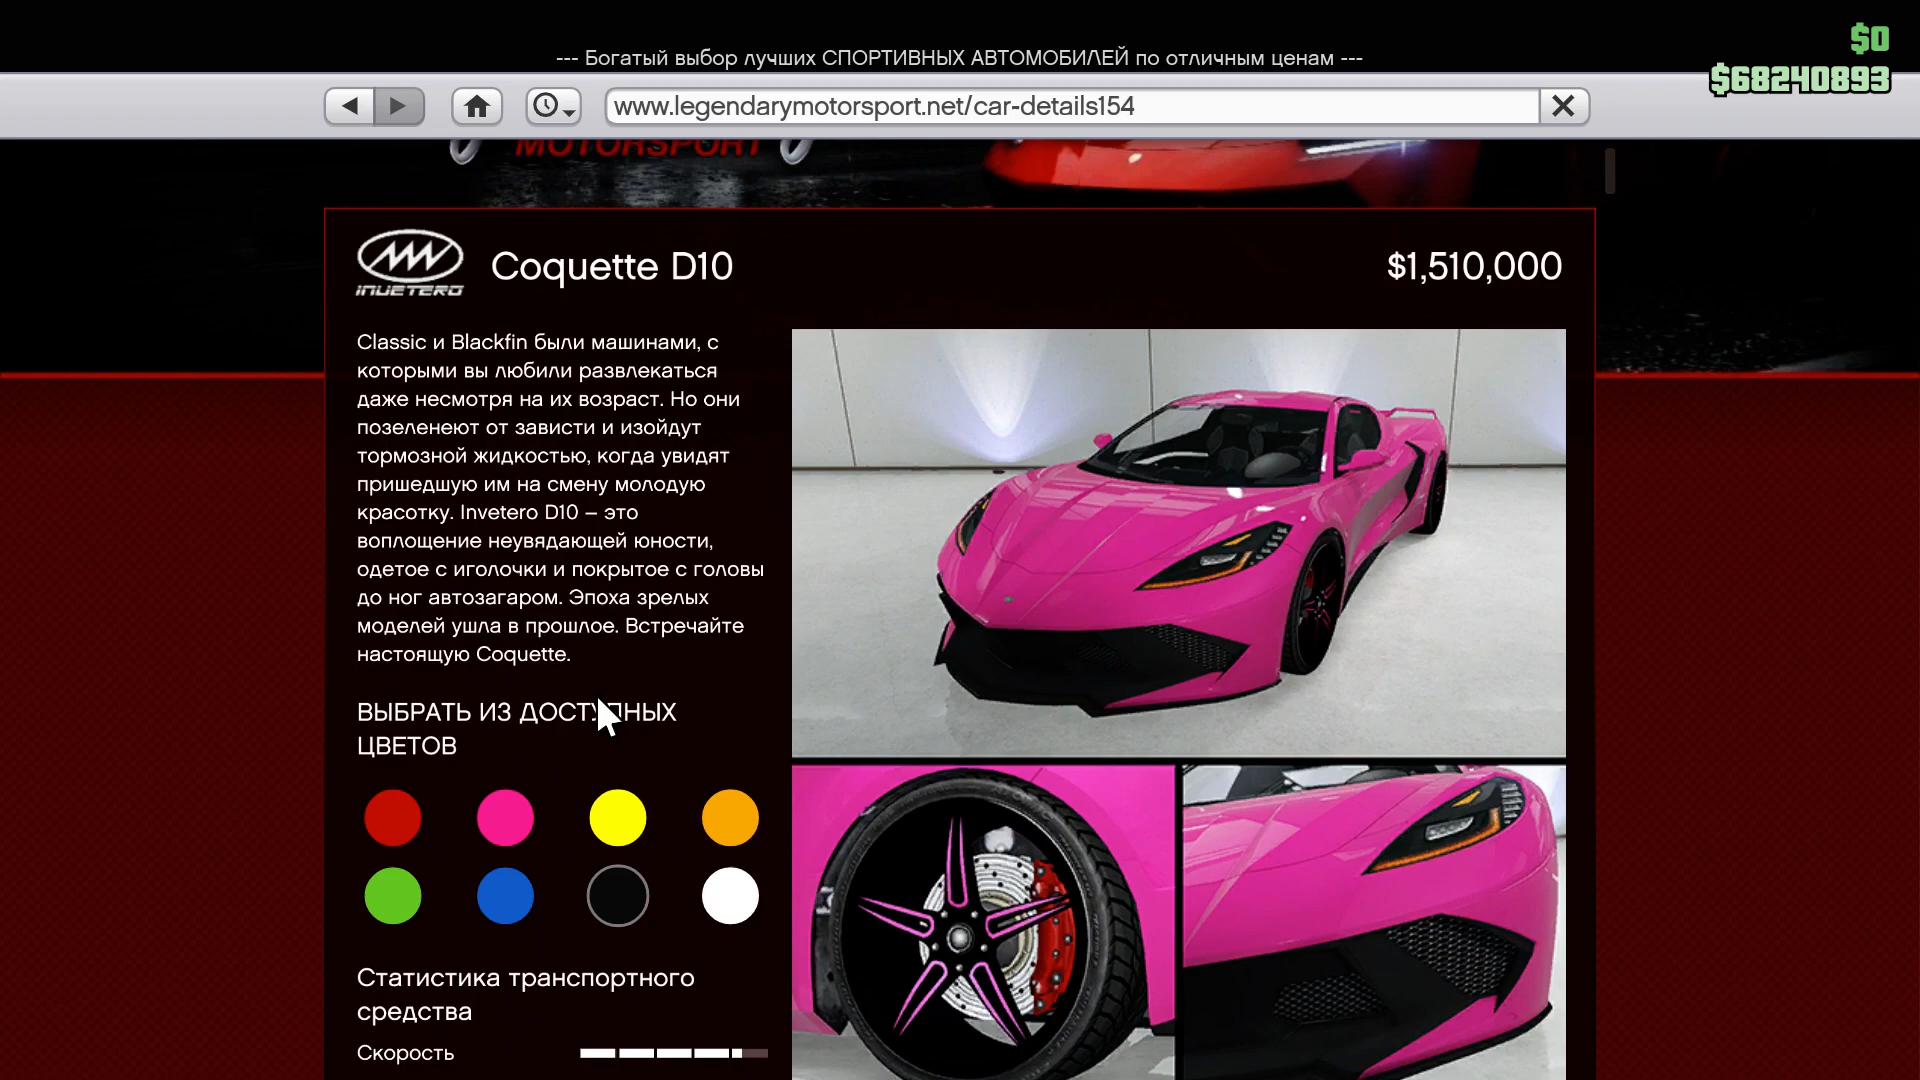 $0
--- Богатый выбор лучших СПОРТИВНЫХ АВТОМОБИЛЕЙ по отличным ценам ---
$68240893
www.legendarymotorsport.net/car-details154
MOTORSPORT
INVETERO
Coquette D10
$1,510,000
Classic и Blackfin были машинами, с
которыми вы любили развлекаться
даже несмотря на их возраст. Но они
позеленеют от зависти и изойдут
тормозной жидкостью, когда увидят
пришедшую им на смену молодую
красотку. Invetero D10 – это
воплощение неувядающей юности,
одетое с иголочки и покрытое с головы
до ног автозагаром. Эпоха зрелых
моделей ушла в прошлое. Встречайте
настоящую Coquette.
ВЫБРАТЬ ИЗ ДОСТУПНЫХ
ЦВЕТОВ
Статистика транспортного
средства
Скорость